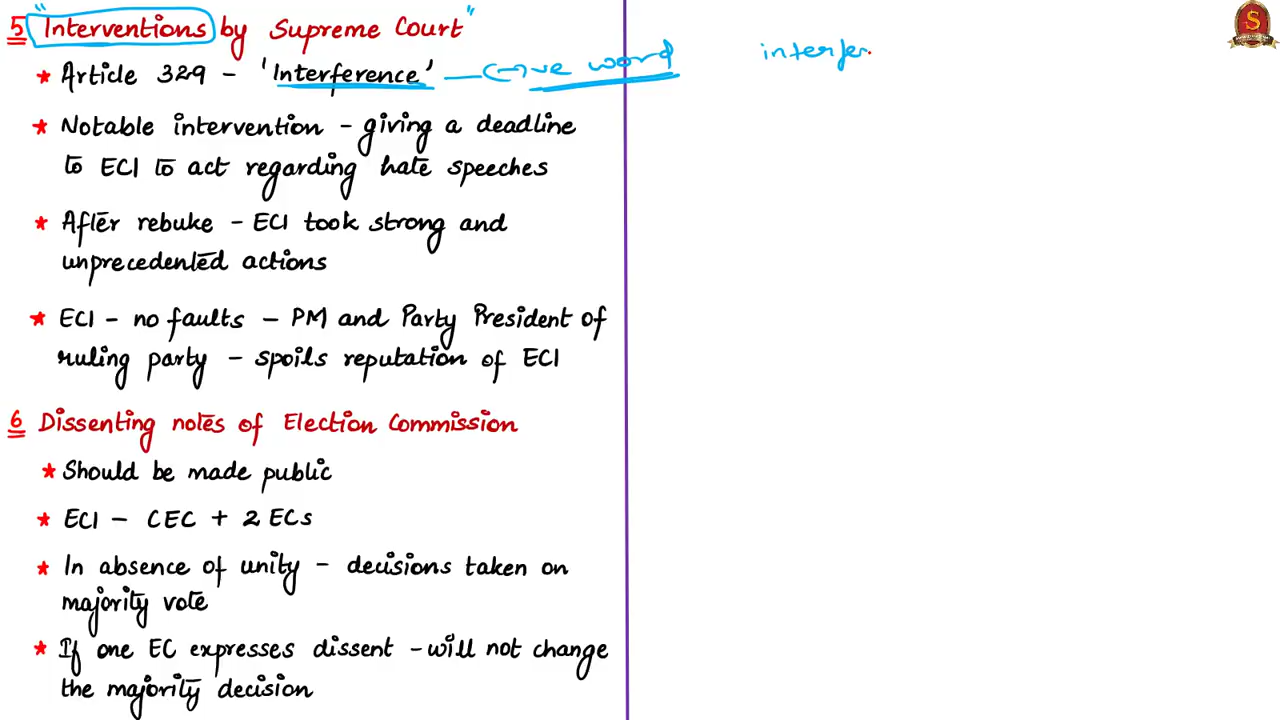 5 "Interventions by Supreme Court"
* Article 329 - 'Interference' — (-)ve word
interfer
* Notable intervention - giving a deadline
to ECI to act regarding hate speeches
* After rebuke - ECI took strong and
unprecedented actions
* ECI - no faults - PM and Party President of
ruling party - spoils reputation of ECI
6 Dissenting notes of Election Commission
* Should be made public
* ECI - CEC + 2 ECs
* In absence of unity - decisions taken on
majority vote
* If one EC expresses dissent - will not change
the majority decision
S